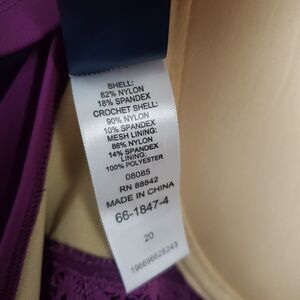 SHELL:
82% NYLON
18% SPANDEX
CROCHET SHELL:
90% NYLON
10% SPANDEX
MESH LINING:
86% NYLON
14% SPANDEX
LINING:
100% POLYESTER
08085
RN 88842
MADE IN CHINA
66-1847-4
20
196696628243